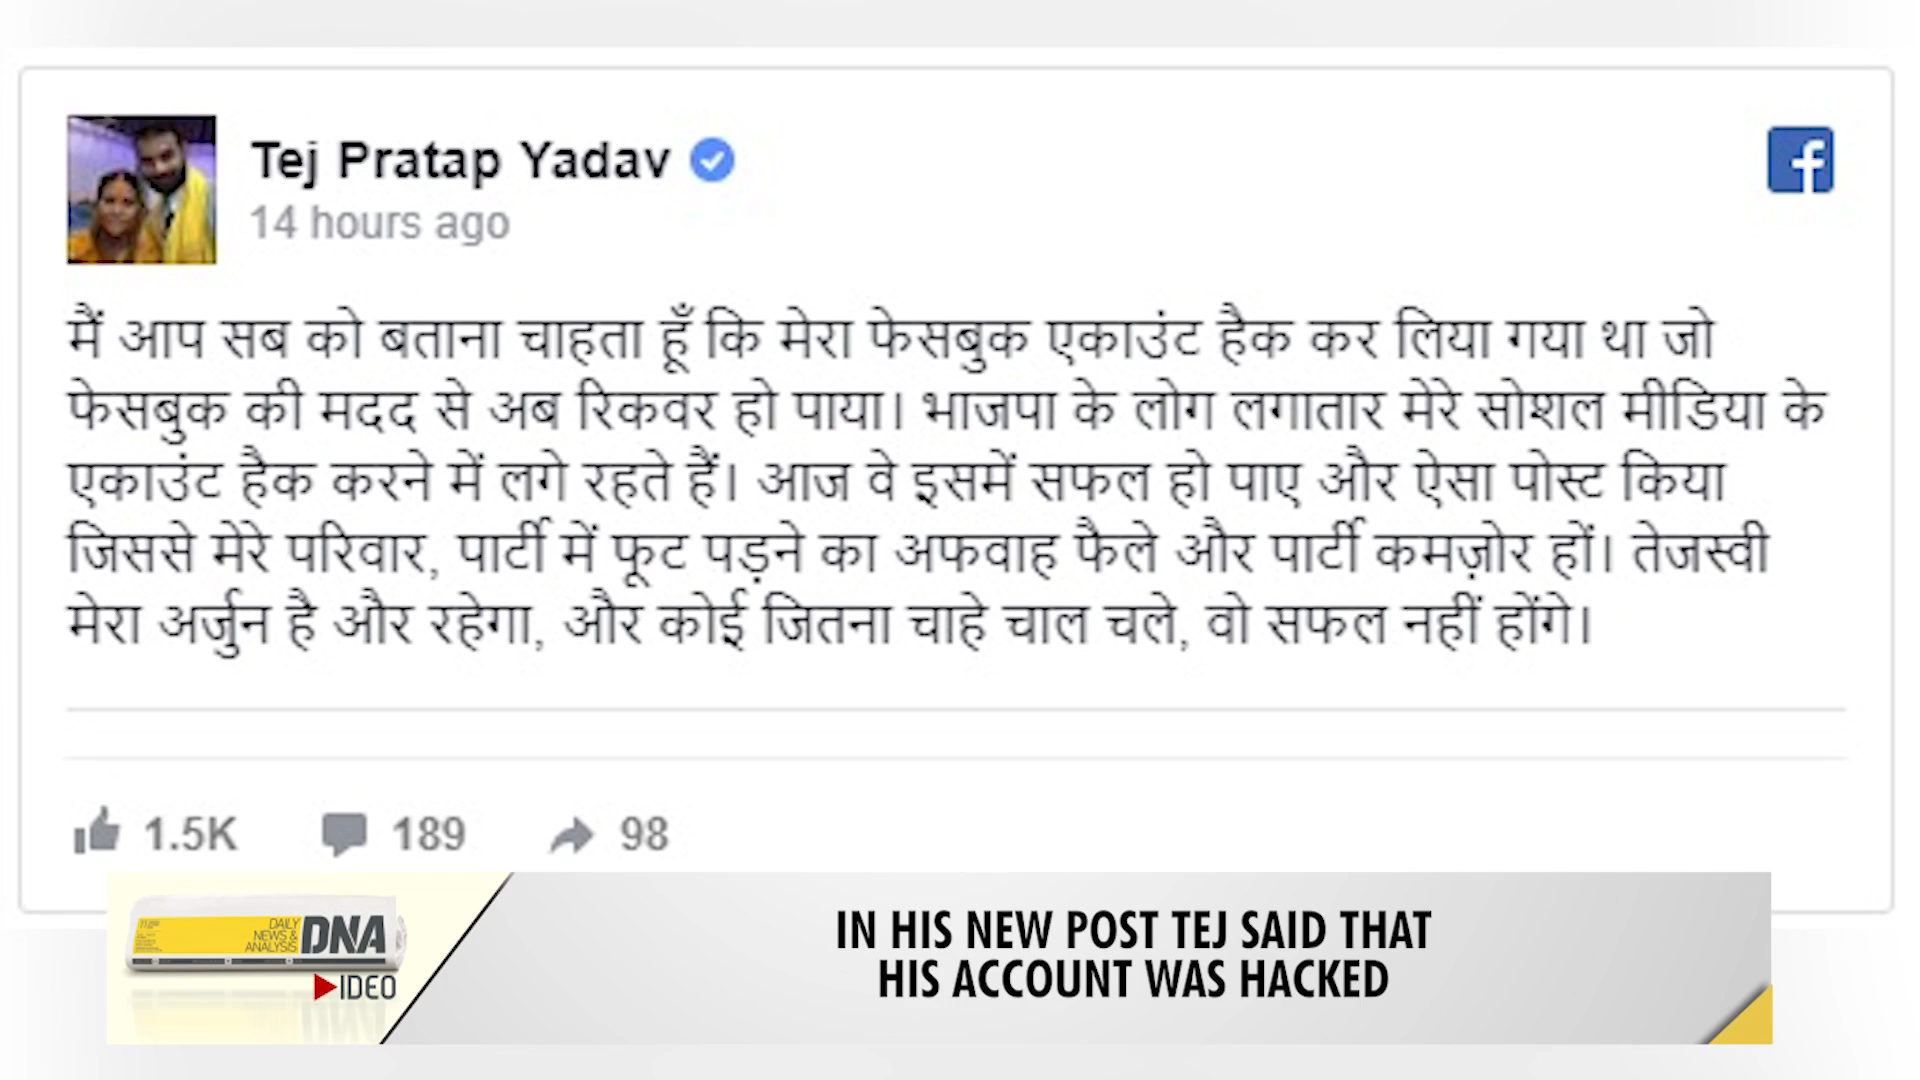 Tej Pratap Yadav
14 hours ago
मैं आप सब को बताना चाहता हूँ कि मेरा फेसबुक एकाउंट हैक कर लिया गया था जो
फेसबुक की मदद से अब रिकवर हो पाया। भाजपा के लोग लगातार मेरे सोशल मीडिया के
एकाउंट हैक करने में लगे रहते हैं। आज वे इसमें सफल हो पाए और ऐसा पोस्ट किया
जिससे मेरे परिवार, पार्टी में फूट पड़ने का अफवाह फैले और पार्टी कमज़ोर हों। तेजस्वी
मेरा अर्जुन है और रहेगा, और कोई जितना चाहे चाल चले, वो सफल नहीं होंगे।
1.5K 189 98
DAILY
NEWS &
ANALYSIS
DNA
IDEO
IN HIS NEW POST TEJ SAID THAT
HIS ACCOUNT WAS HACKED